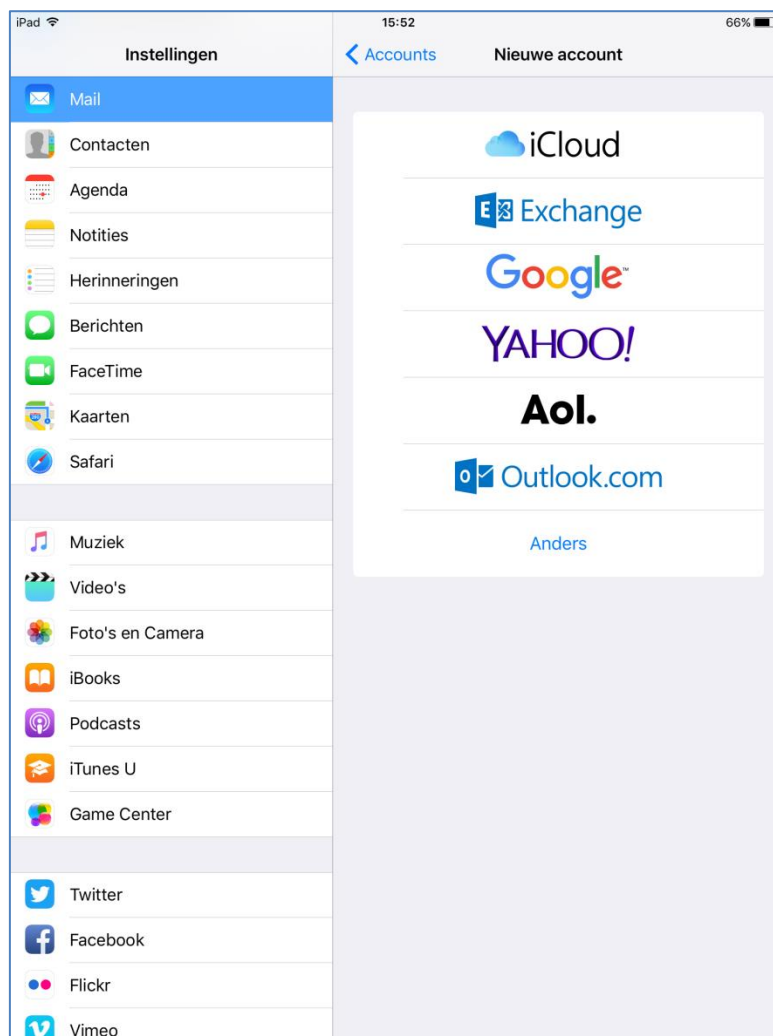 iPad
15:52
66%
Instellingen
Accounts
Nieuwe account
Mail
Contacten
Agenda
Notities
Herinneringen
Berichten
FaceTime
Kaarten
Safari
Muziek
Video's
Foto's en Camera
iBooks
Podcasts
iTunes U
Game Center
Twitter
Facebook
Flickr
Vimeo
iCloud
E Exchange
Google™
YAHOO!
Aol.
o Outlook.com
Anders